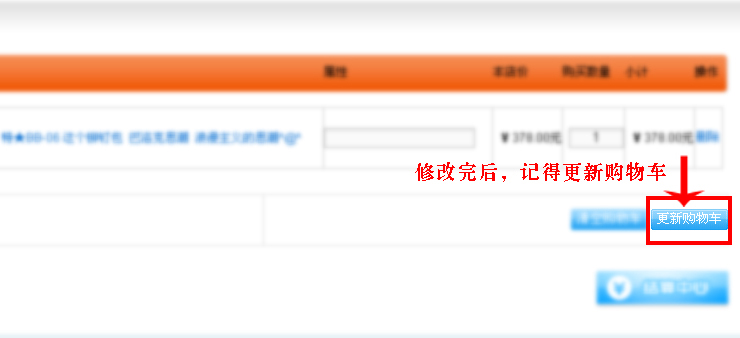 属性 本店价 购买数量 小计 操作
￥378.00元 1 ￥378.00元 删除
修改完后，记得更新购物车
清空购物车 更新购物车
结算中心